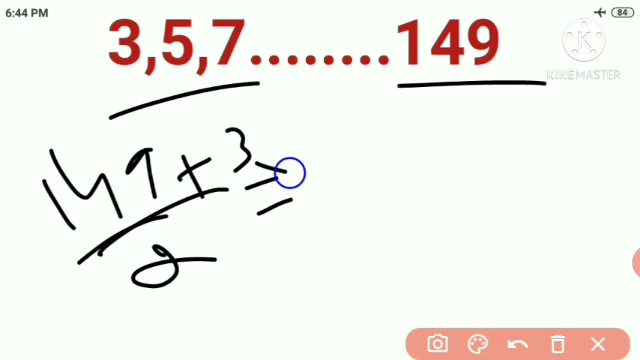 6:44 PM
84
3,5,7........149
KINEMASTER
149+3=
2